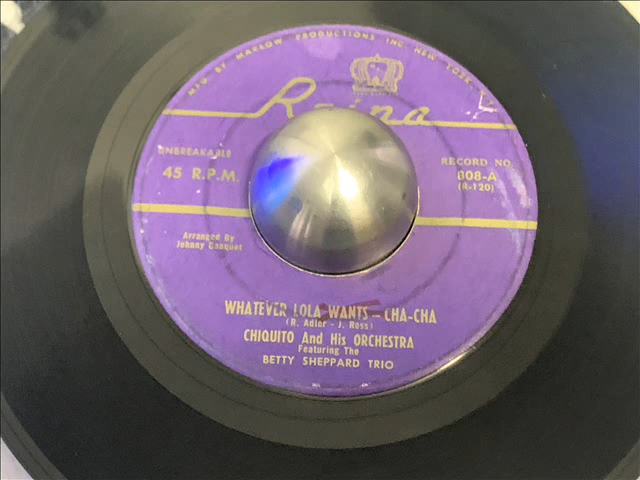 MFG BY MARLOW PRODUCTIONS INC NEW YORK
Reina
UNBREAKABLE
45 R.P.M.
RECORD NO.
808-A
(R-120)
Arranged By
Johnny Conquet
WHATEVER LOLA WANTS - CHA-CHA
(R. Adler - J. Ross)
CHIQUITO And His ORCHESTRA
Featuring The
BETTY SHEPPARD TRIO